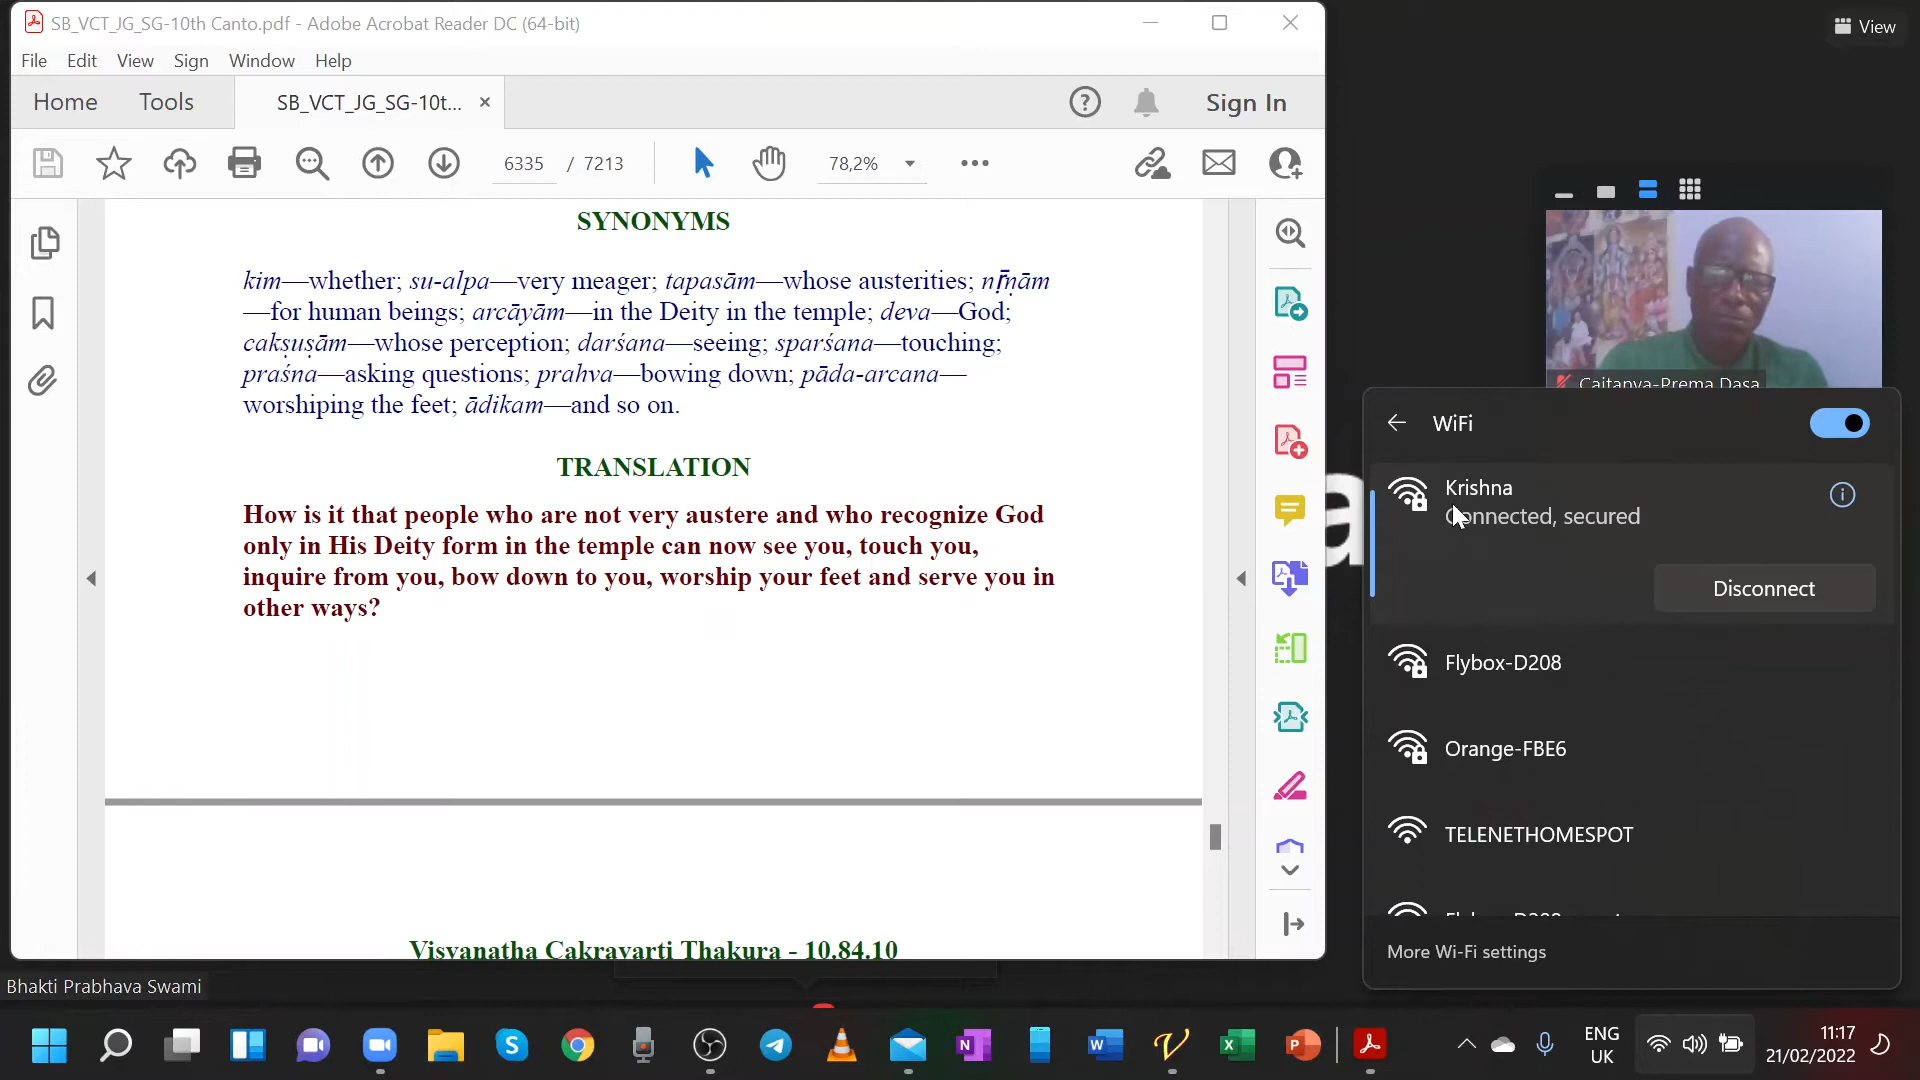 SB_VCT_JG_SG-10th Canto.pdf - Adobe Acrobat Reader DC (64-bit)
File Edit View Sign Window Help
Home Tools SB_VCT_JG_SG-10t... Sign In
6335 / 7213 78,2%
SYNONYMS
kim—whether; su-alpa—very meager; tapasām—whose austerities; nṝṇām
—for human beings; arcāyām—in the Deity in the temple; deva—God;
cakṣuṣām—whose perception; darśana—seeing; sparśana—touching;
praśna—asking questions; prahva—bowing down; pāda-arcana—
worshiping the feet; ādikam—and so on.
TRANSLATION
How is it that people who are not very austere and who recognize God
only in His Deity form in the temple can now see you, touch you,
inquire from you, bow down to you, worship your feet and serve you in
other ways?
Visvanatha Cakravarti Thakura - 10.84.10
View
Caitanya-Prema Dasa
WiFi
Krishna
Connected, secured
Disconnect
Flybox-D208
Orange-FBE6
TELENETHOMESPOT
More Wi-Fi settings
Bhakti Prabhava Swami
ENG
UK
11:17
21/02/2022